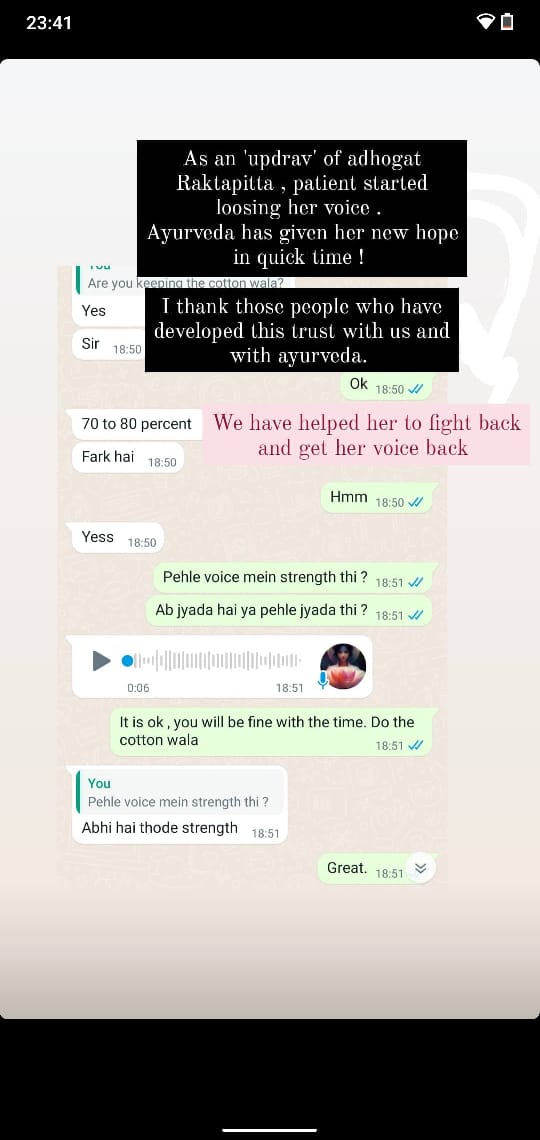 23:41
As an 'updrav' of adhogat
Raktapitta , patient started
loosing her voice .
Ayurveda has given her new hope
in quick time !
You
Are you keeping the cotton wala?
Yes
I thank those people who have
developed this trust with us and
with ayurveda.
Sir 18:50
Ok 18:50
70 to 80 percent
We have helped her to fight back
and get her voice back
Fark hai 18:50
Hmm 18:50
Yess 18:50
Pehle voice mein strength thi ? 18:51
Ab jyada hai ya pehle jyada thi ? 18:51
0:06 18:51
It is ok , you will be fine with the time. Do the
cotton wala 18:51
You
Pehle voice mein strength thi ?
Abhi hai thode strength 18:51
Great. 18:51